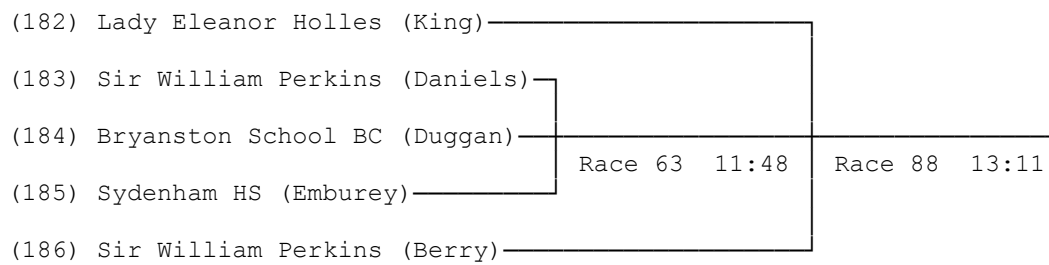 (182) Lady Eleanor Holles (King)
(183) Sir William Perkins (Daniels)
(184) Bryanston School BC (Duggan)
Race 63 11:48 Race 88 13:11
(185) Sydenham HS (Emburey)
(186) Sir William Perkins (Berry)